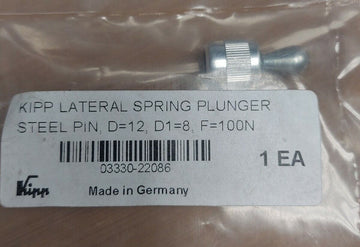 KIPP LATERAL SPRING PLUNGER
STEEL PIN, D=12, D1=8, F=100N
03330-22086
1 EA
Kipp
Made in Germany